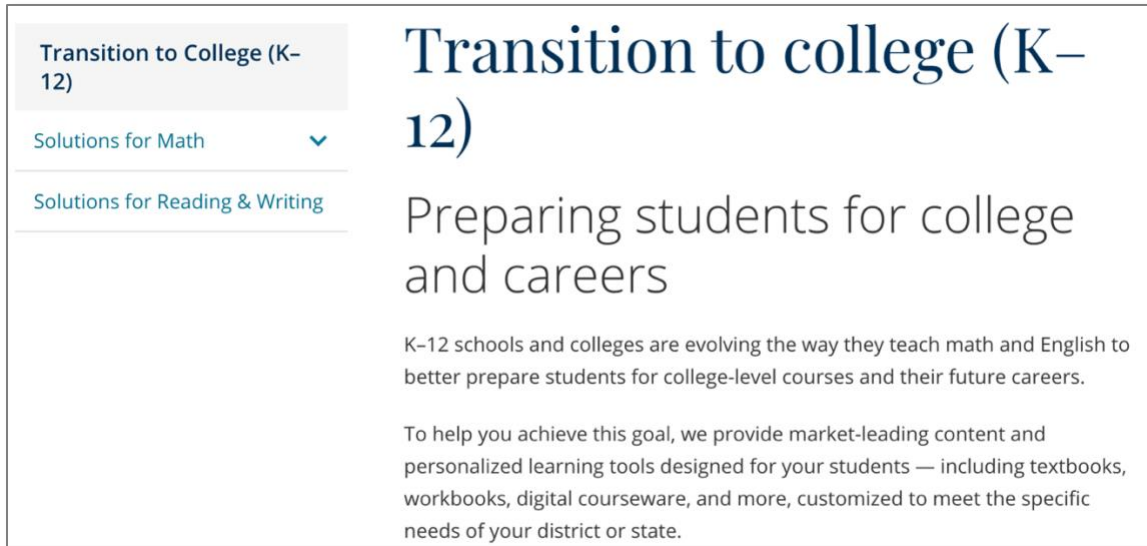 Transition to College (K–
12)
Solutions for Math
Solutions for Reading & Writing
Transition to college (K–
12)
Preparing students for college
and careers
K–12 schools and colleges are evolving the way they teach math and English to
better prepare students for college-level courses and their future careers.
To help you achieve this goal, we provide market-leading content and
personalized learning tools designed for your students — including textbooks,
workbooks, digital courseware, and more, customized to meet the specific
needs of your district or state.